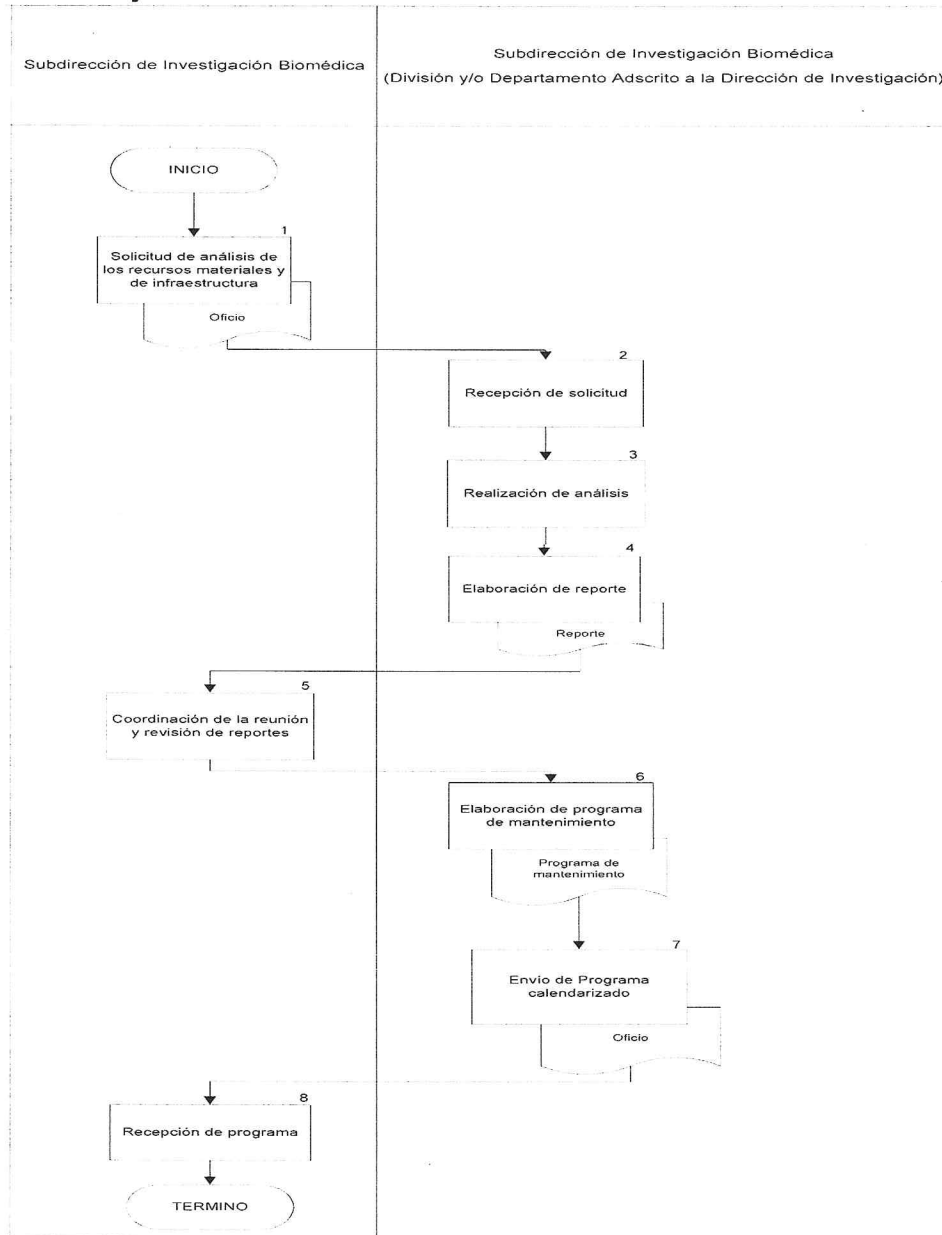 Subdirección de Investigación Biomédica
Subdirección de Investigación Biomédica
(División y/o Departamento Adscrito a la Dirección de Investigación)
INICIO
1
Solicitud de análisis de
los recursos materiales y
de infraestructura
Oficio
2
Recepción de solicitud
3
Realización de análisis
4
Elaboración de reporte
Reporte
5
Coordinación de la reunión
y revisión de reportes
6
Elaboración de programa
de mantenimiento
Programa de
mantenimiento
7
Envío de Programa
calendarizado
Oficio
8
Recepción de programa
TERMINO